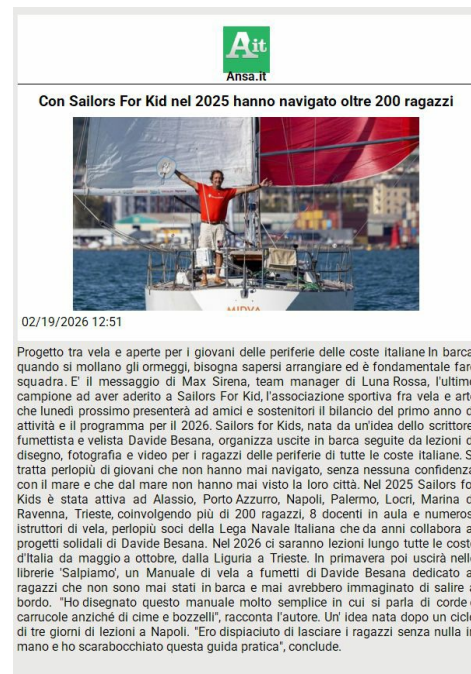 Ait
Ansa.it
Con Sailors For Kid nel 2025 hanno navigato oltre 200 ragazzi
MIDVA
02/19/2026 12:51
Progetto tra vela e aperte per i giovani delle periferie delle coste italiane In barca,
quando si mollano gli ormeggi, bisogna sapersi arrangiare ed è fondamentale fare
squadra. E' il messaggio di Max Sirena, team manager di Luna Rossa, l'ultimo
campione ad aver aderito a Sailors For Kid, l'associazione sportiva fra vela e arte
che lunedì prossimo presenterà ad amici e sostenitori il bilancio del primo anno d
attività e il programma per il 2026. Sailors for Kids, nata da un'idea dello scrittore,
fumettista e velista Davide Besana, organizza uscite in barca seguite da lezioni d
disegno, fotografia e video per i ragazzi delle periferie di tutte le coste italiane. S
tratta perlopiù di giovani che non hanno mai navigato, senza nessuna confidenza
con il mare e che dal mare non hanno mai visto la loro città. Nel 2025 Sailors fo
Kids è stata attiva ad Alassio, Porto Azzurro, Napoli, Palermo, Locri, Marina d
Ravenna, Trieste, coinvolgendo più di 200 ragazzi, 8 docenti in aula e numeros
istruttori di vela, perlopiù soci della Lega Navale Italiana che da anni collabora a
progetti solidali di Davide Besana. Nel 2026 ci saranno lezioni lungo tutte le coste
d'Italia da maggio a ottobre, dalla Liguria a Trieste. In primavera poi uscirà nelle
librerie 'Salpiamo', un Manuale di vela a fumetti di Davide Besana dedicato a
ragazzi che non sono mai stati in barca e mai avrebbero immaginato di salire a
bordo. "Ho disegnato questo manuale molto semplice in cui si parla di corde e
carrucole anziché di cime e bozzelli", racconta l'autore. Un' idea nata dopo un ciclo
di tre giorni di lezioni a Napoli. "Ero dispiaciuto di lasciare i ragazzi senza nulla in
mano e ho scarabocchiato questa guida pratica", conclude.